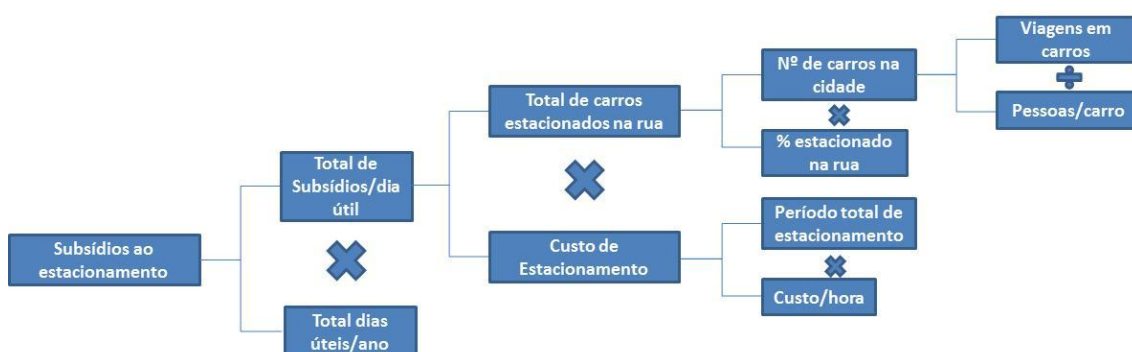 Viagens em
carros
Pessoas/carro
Nº de carros na
cidade
% estacionado
na rua
Total de carros
estacionados na rua
Período total de
estacionamento
Custo/hora
Custo de
Estacionamento
Total de
Subsídios/dia
útil
Total dias
úteis/ano
Subsídios ao
estacionamento